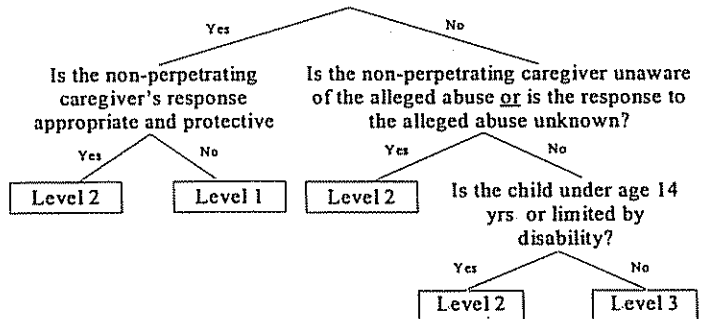 Yes
No
Is the non-perpetrating
caregiver's response
appropriate and protective
Is the non-perpetrating caregiver unaware
of the alleged abuse or is the response to
the alleged abuse unknown?
Yes
No
Yes
No
Level 2
Level 1
Level 2
Is the child under age 14
yrs or limited by
disability?
Yes
No
Level 2
Level 3